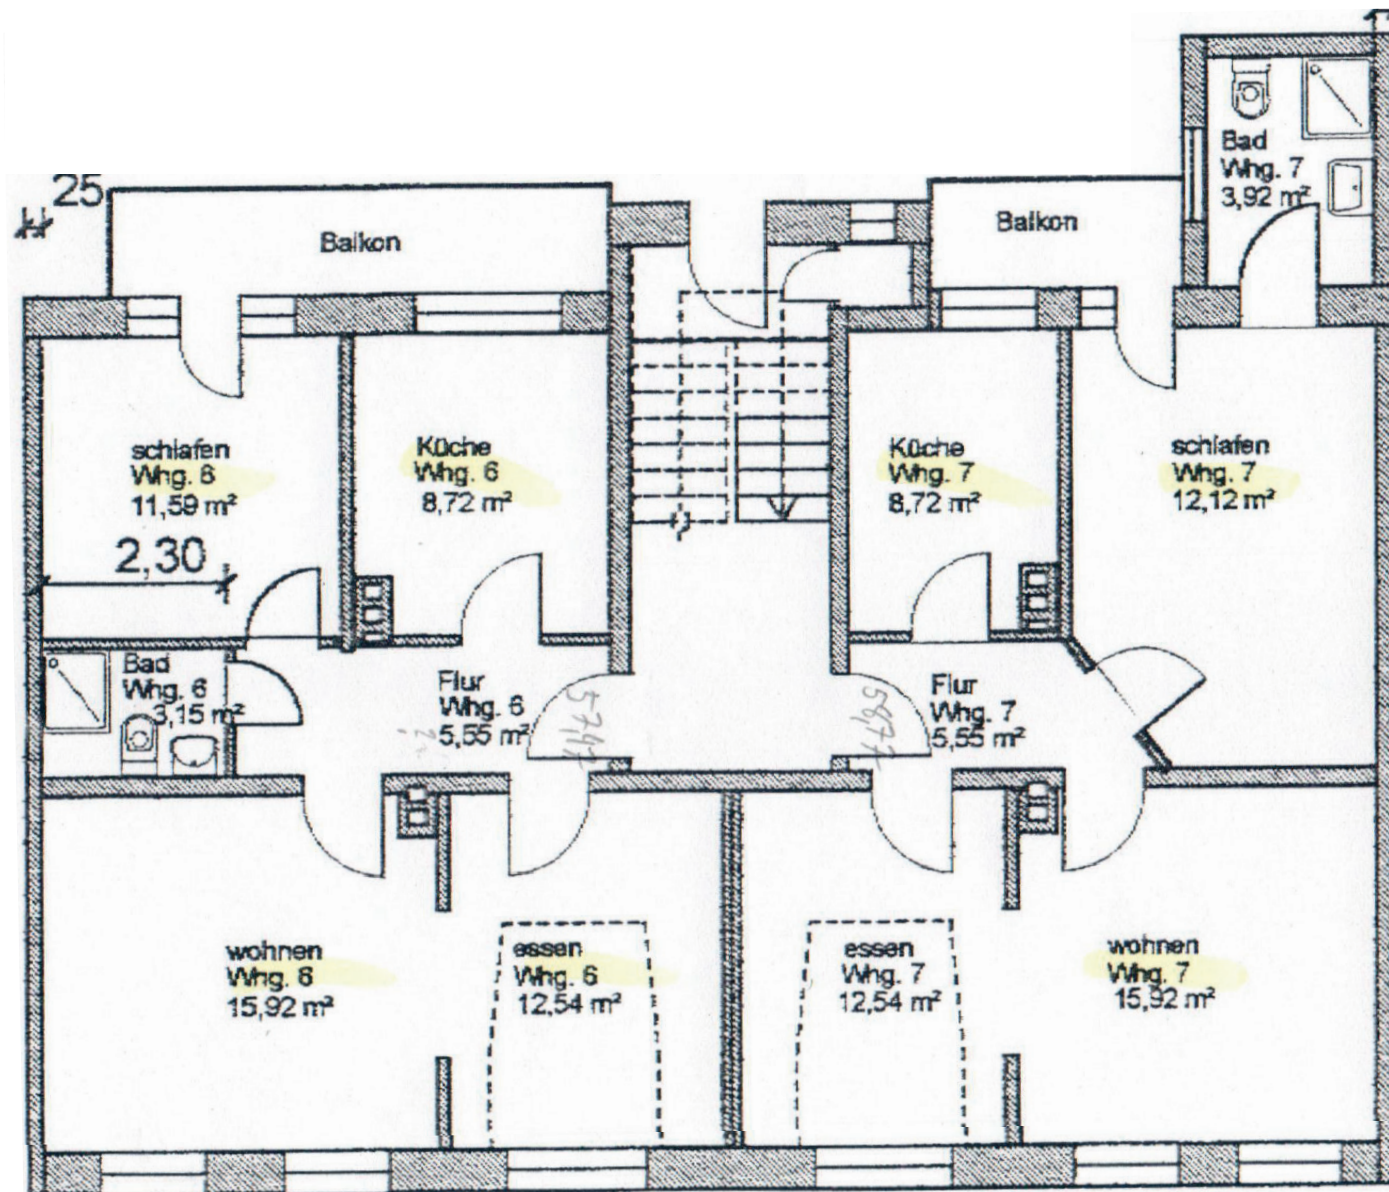 25
Balkon
Balkon
Bad
Whg. 7
3,92 m²
schlafen
Whg. 6
11,59 m²
Küche
Whg. 6
8,72 m²
Küche
Whg. 7
8,72 m²
schlafen
Whg. 7
12,12 m²
2,30
Bad
Whg. 6
3,15 m²
Flur
Whg. 6
5,55 m²
57,47
58,77
Flur
Whg. 7
5,55 m²
wohnen
Whg. 6
15,92 m²
essen
Whg. 6
12,54 m²
essen
Whg. 7
12,54 m²
wohnen
Whg. 7
15,92 m²